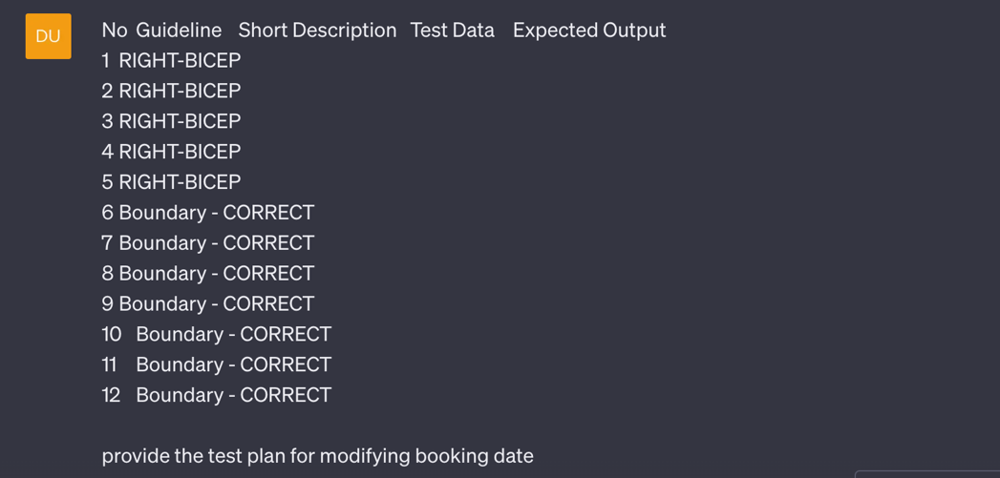 DU
No Guideline Short Description Test Data Expected Output
1 RIGHT-BICEP
2 RIGHT-BICEP
3 RIGHT-BICEP
4 RIGHT-BICEP
5 RIGHT-BICEP
6 Boundary - CORRECT
7 Boundary - CORRECT
8 Boundary - CORRECT
9 Boundary - CORRECT
10 Boundary - CORRECT
11 Boundary - CORRECT
12 Boundary - CORRECT
provide the test plan for modifying booking date